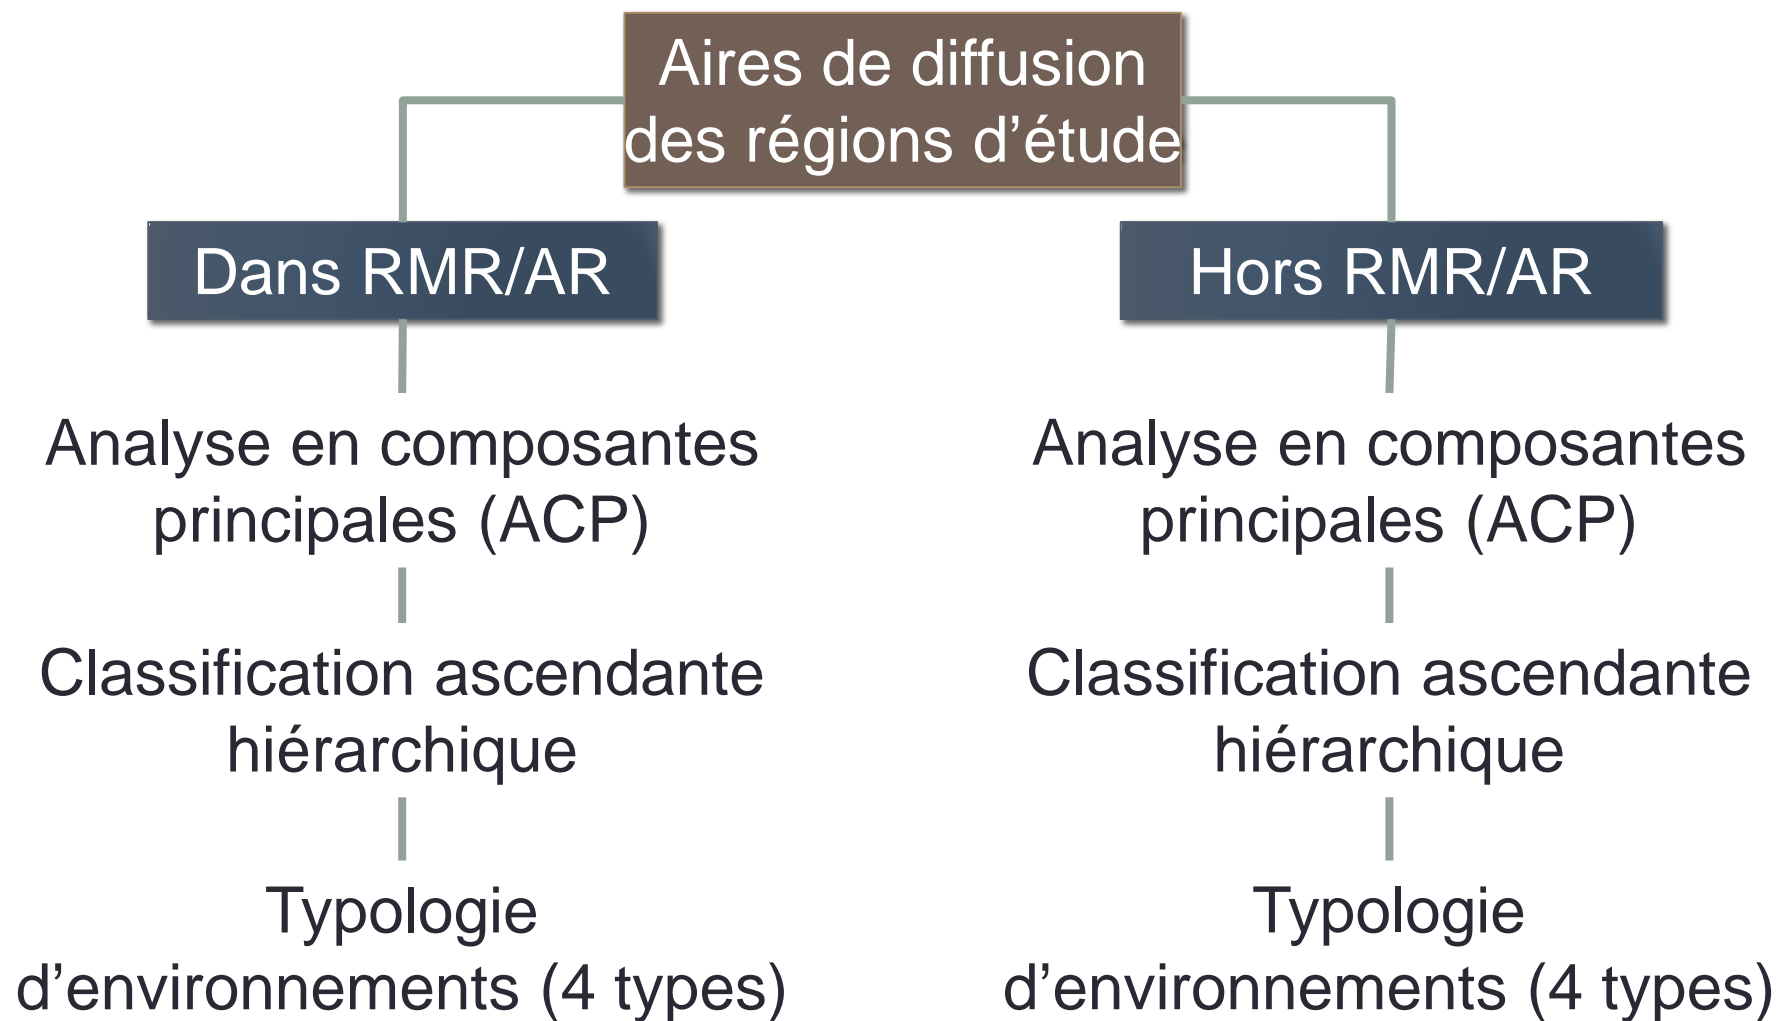 Aires de diffusion
des régions d’étude
Dans RMR/AR
Hors RMR/AR
Analyse en composantes
principales (ACP)
Analyse en composantes
principales (ACP)
Classification ascendante
hiérarchique
Classification ascendante
hiérarchique
Typologie
d’environnements (4 types)
Typologie
d’environnements (4 types)